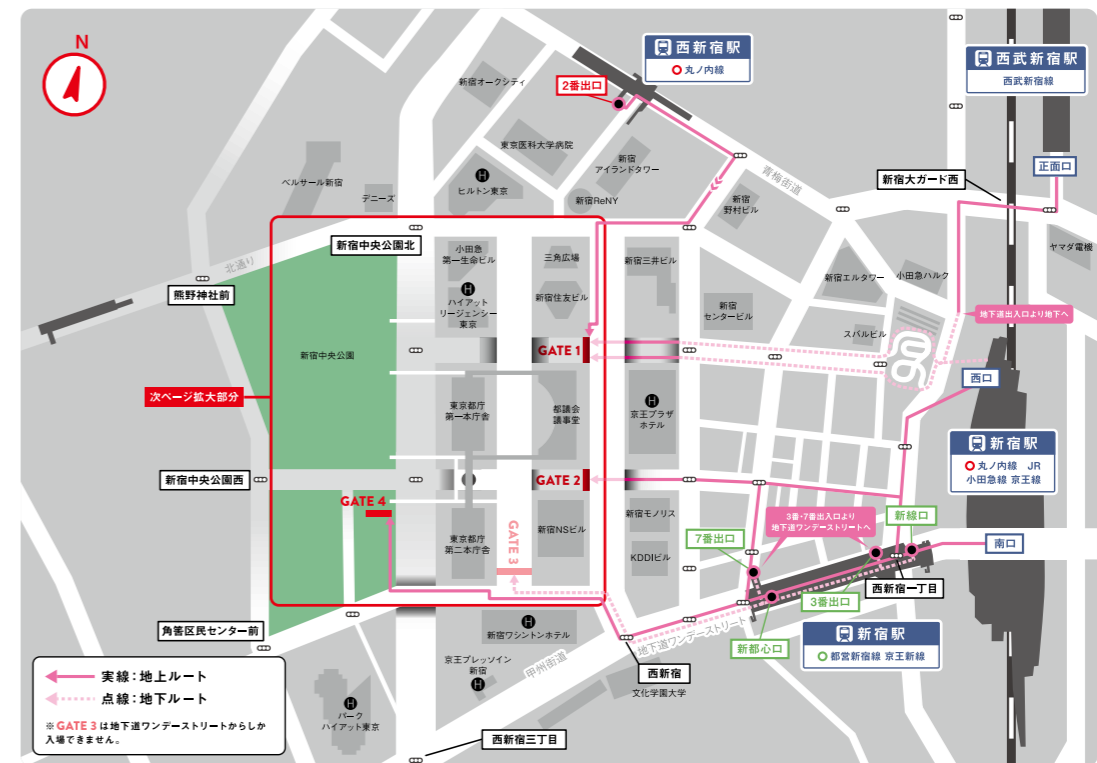 N
西新宿駅
丸ノ内線
西武新宿駅
西武新宿線
2番出口
新宿オークシティ
東京医科大学病院
新宿
アイランドタワー
青梅街道
新宿大ガード西
正面口
ベルサール新宿
デニーズ
H
ヒルトン東京
新宿ReNY
新宿
野村ビル
ヤマダ電機
北通り
新宿中央公園北
小田急
第一生命ビル
三角広場
新宿三井ビル
新宿エルタワー
小田急ハルク
熊野神社前
H
ハイアット
リージェンシー
東京
新宿住友ビル
新宿
センタービル
スバルビル
地下道出入口より地下へ
新宿中央公園
GATE 1
西口
次ページ拡大部分
東京都庁
第一本庁舎
都議会
議事堂
H
京王プラザ
ホテル
新宿駅
丸ノ内線 JR
小田急線 京王線
新宿中央公園西
GATE 2
GATE 4
新宿モノリス
3番・7番出入口より
地下道ワンデーストリートへ
新線口
東京都庁
第二本庁舎
GATE 3
新宿NSビル
KDDIビル
7番出口
南口
西新宿一丁目
3番出口
角筈区民センター前
H
新宿ワシントンホテル
地下道ワンデーストリート
新都心口
新宿駅
都営新宿線 京王新線
京王プレッソイン
新宿
H
甲州街道
西新宿
文化学園大学
実線：地上ルート
点線：地下ルート
※ GATE 3 は地下道ワンデーストリートからしか
入場できません。
H
パーク
ハイアット東京
西新宿三丁目